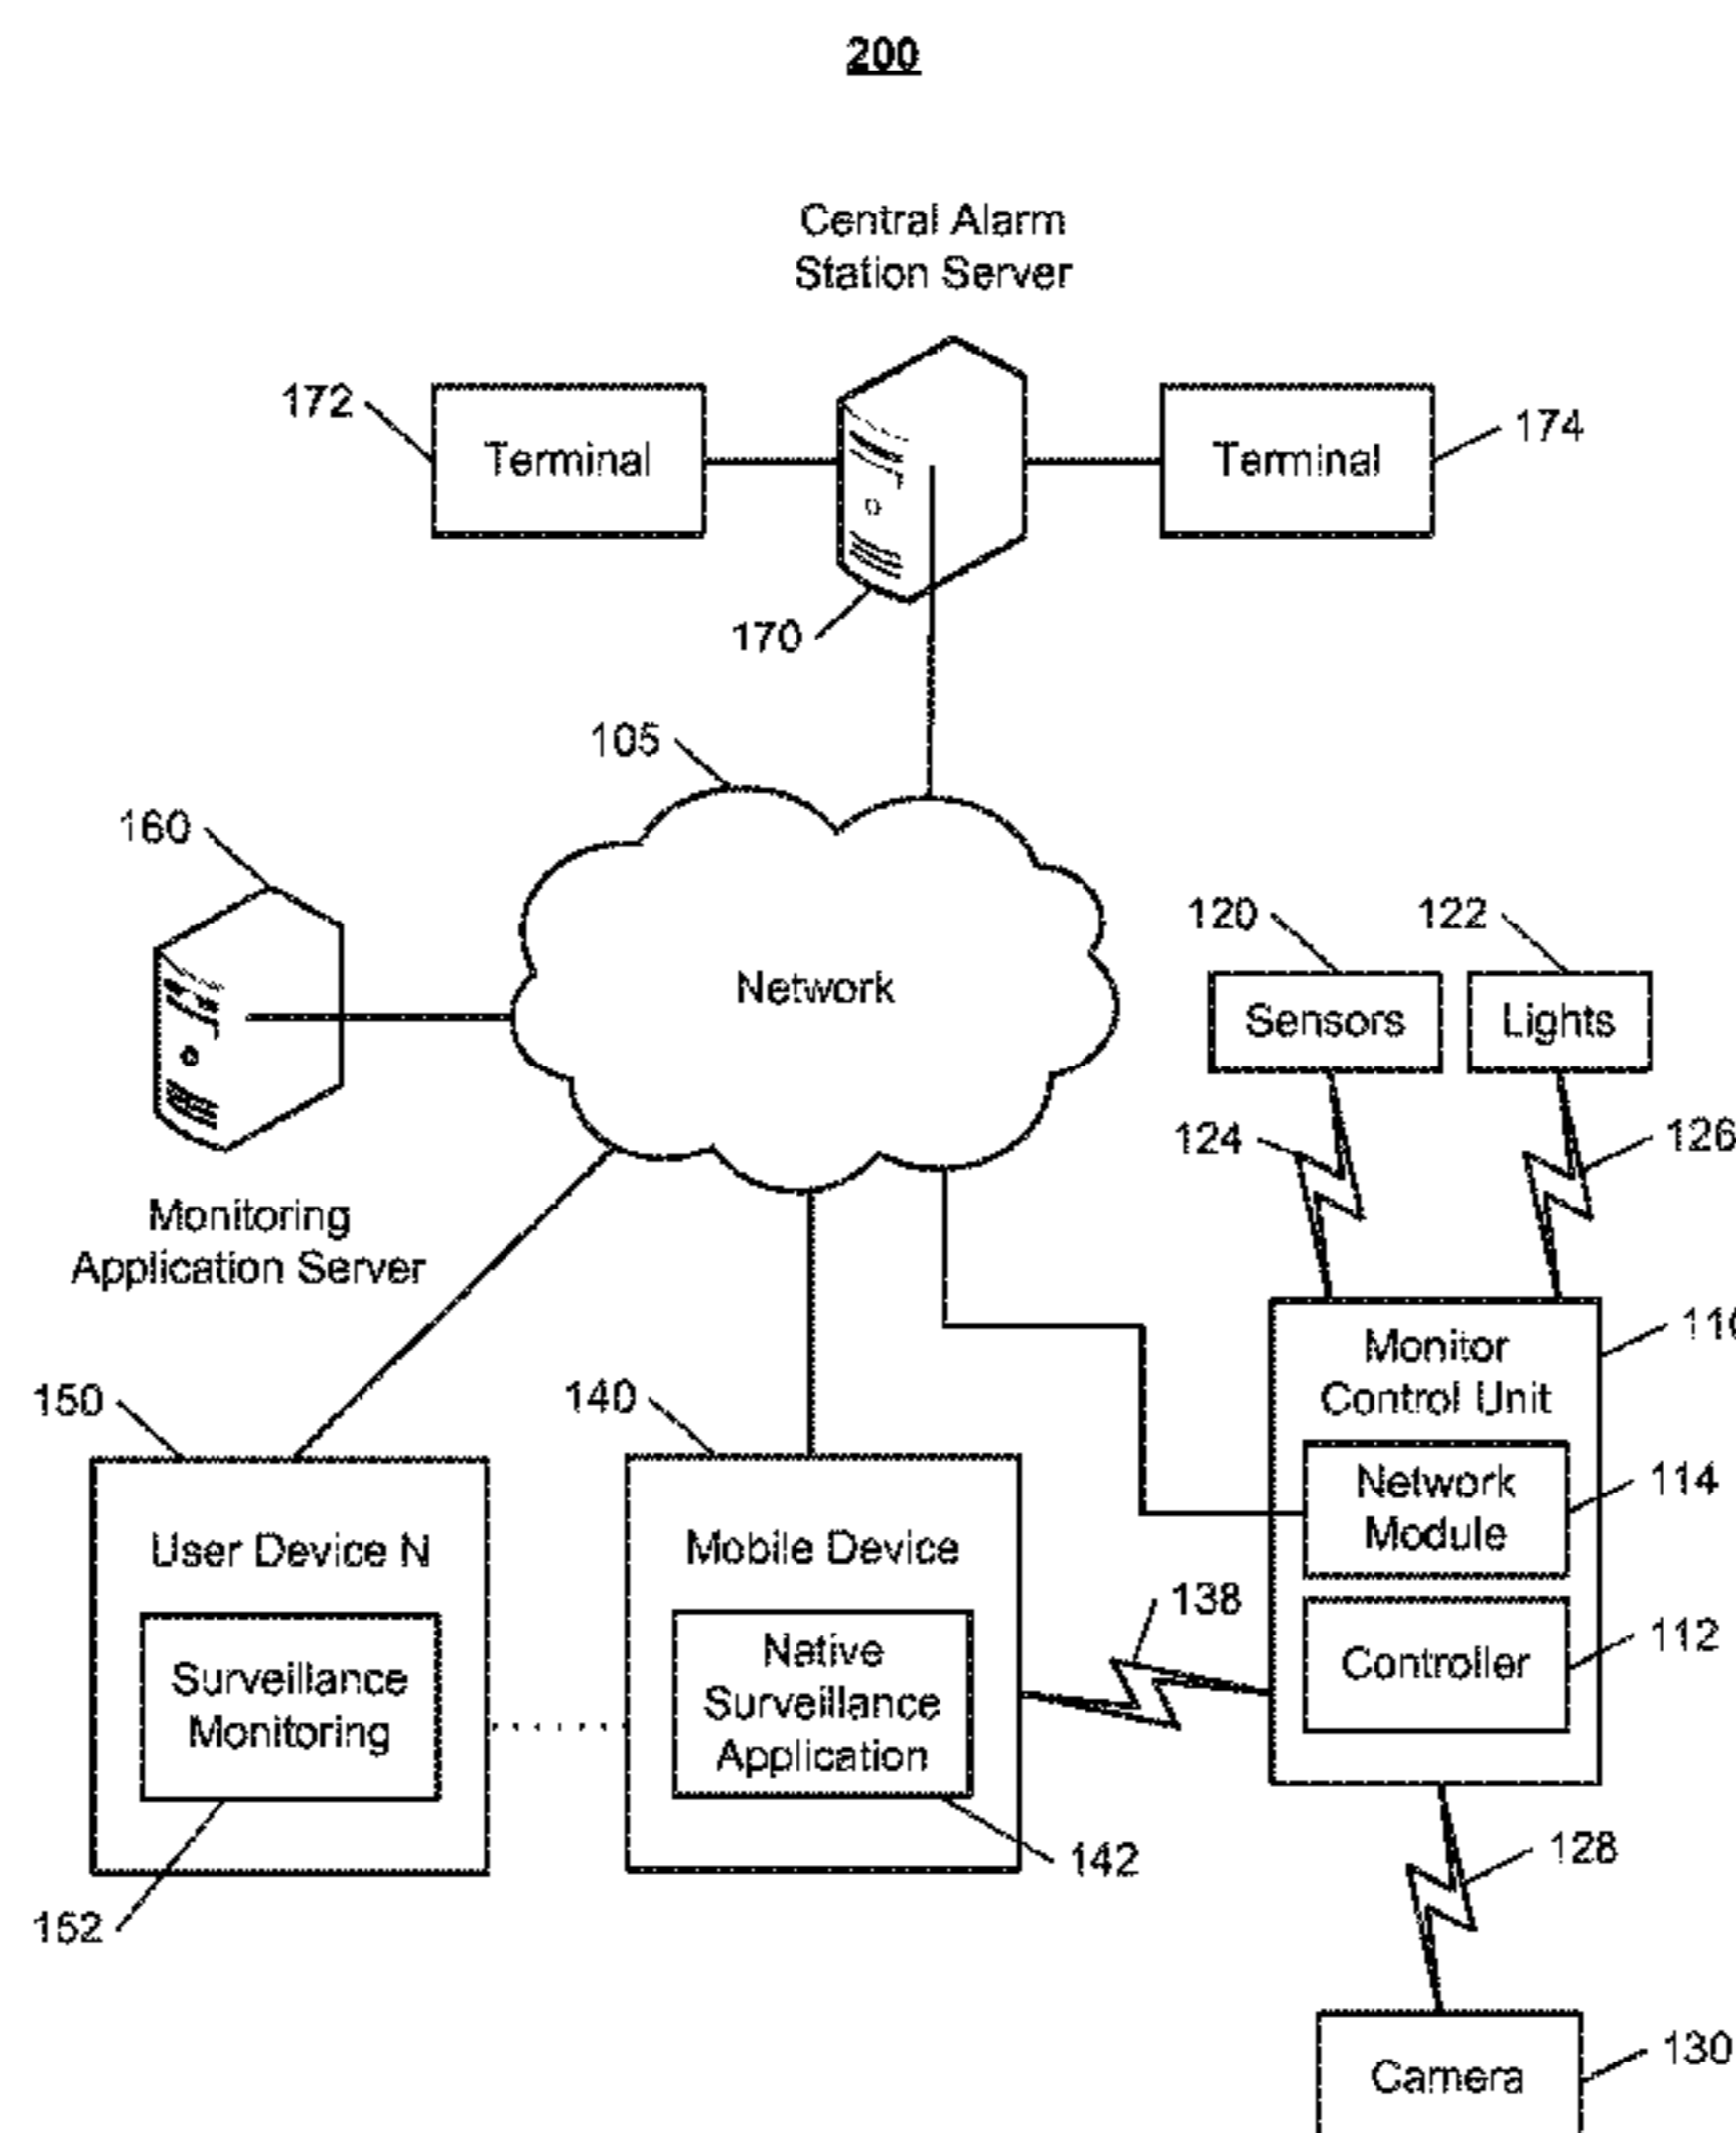 200
Central Alarm
Station Server
172
Terminal
Terminal
174
170
105
160
Network
120
122
Sensors
Lights
124
126
Monitoring
Application Server
Monitor
Control Unit
150
140
Network
Module
114
User Device N
Mobile Device
138
Controller
112
Surveillance
Monitoring
Native
Surveillance
Application
142
128
152
Camera
130